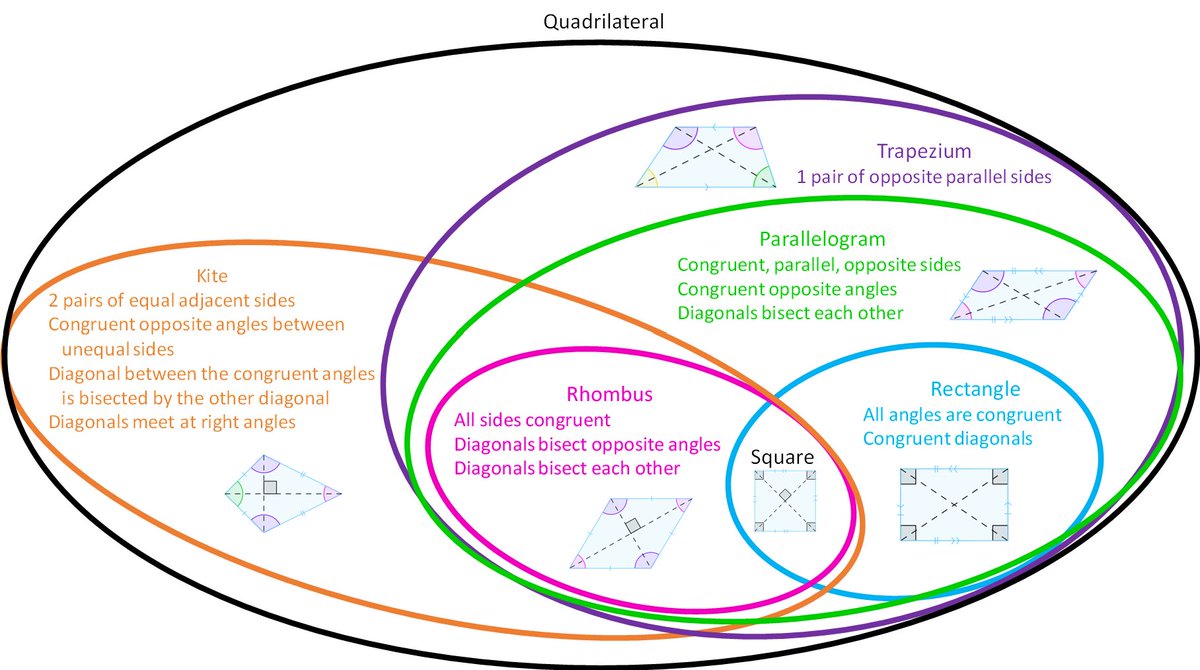 Quadrilateral
Trapezium
1 pair of opposite parallel sides
Parallelogram
Congruent, parallel, opposite sides
Congruent opposite angles
Diagonals bisect each other
Kite
2 pairs of equal adjacent sides
Congruent opposite angles between
unequal sides
Diagonal between the congruent angles
is bisected by the other diagonal
Diagonals meet at right angles
Rhombus
All sides congruent
Diagonals bisect opposite angles
Diagonals bisect each other
Square
Rectangle
All angles are congruent
Congruent diagonals